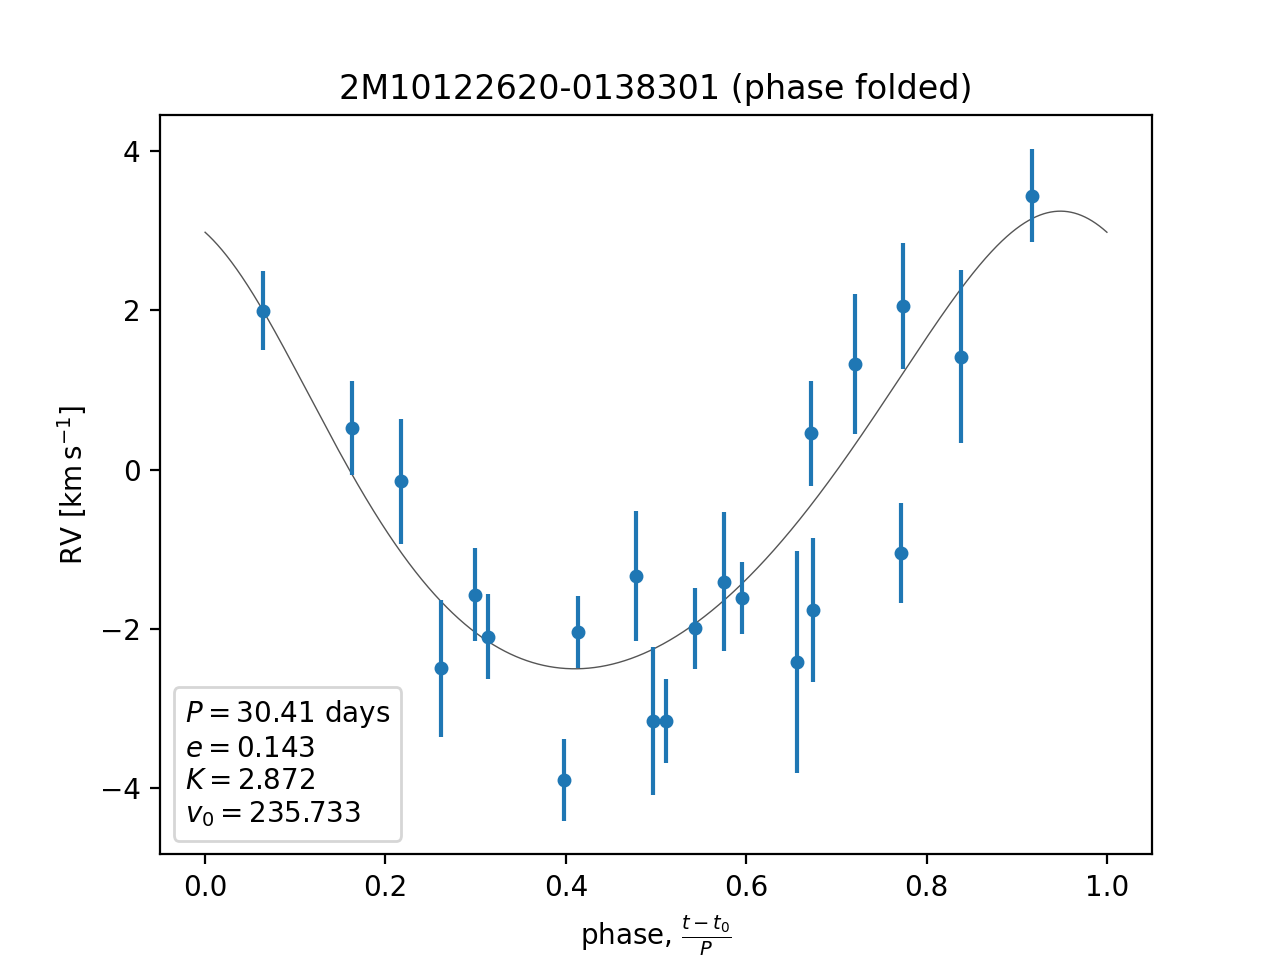 2M10122620-0138301 (phase folded)
RV [km s⁻¹]
4
2
0
−2
−4
P = 30.41 days
e = 0.143
K = 2.872
v₀ = 235.733
0.0 0.2 0.4 0.6 0.8 1.0
phase, (t − t₀)/P